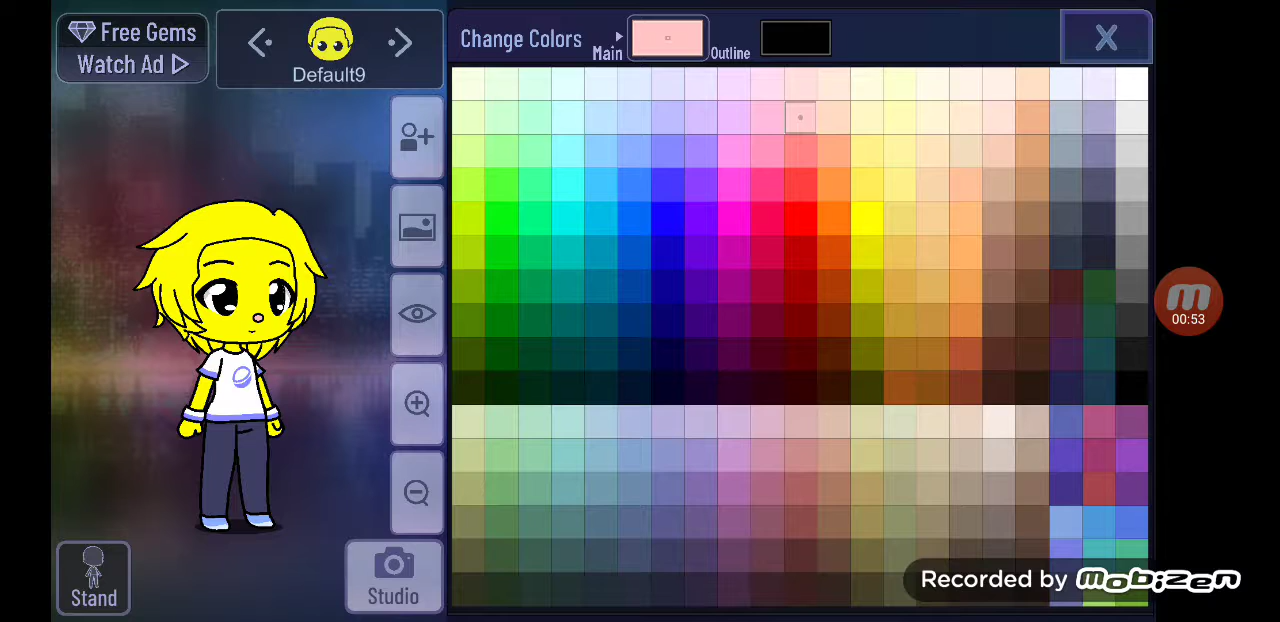 Free Gems
Watch Ad
Default9
Change Colors
Main
Outline
X
00:53
Stand
Studio
Recorded by mobizen